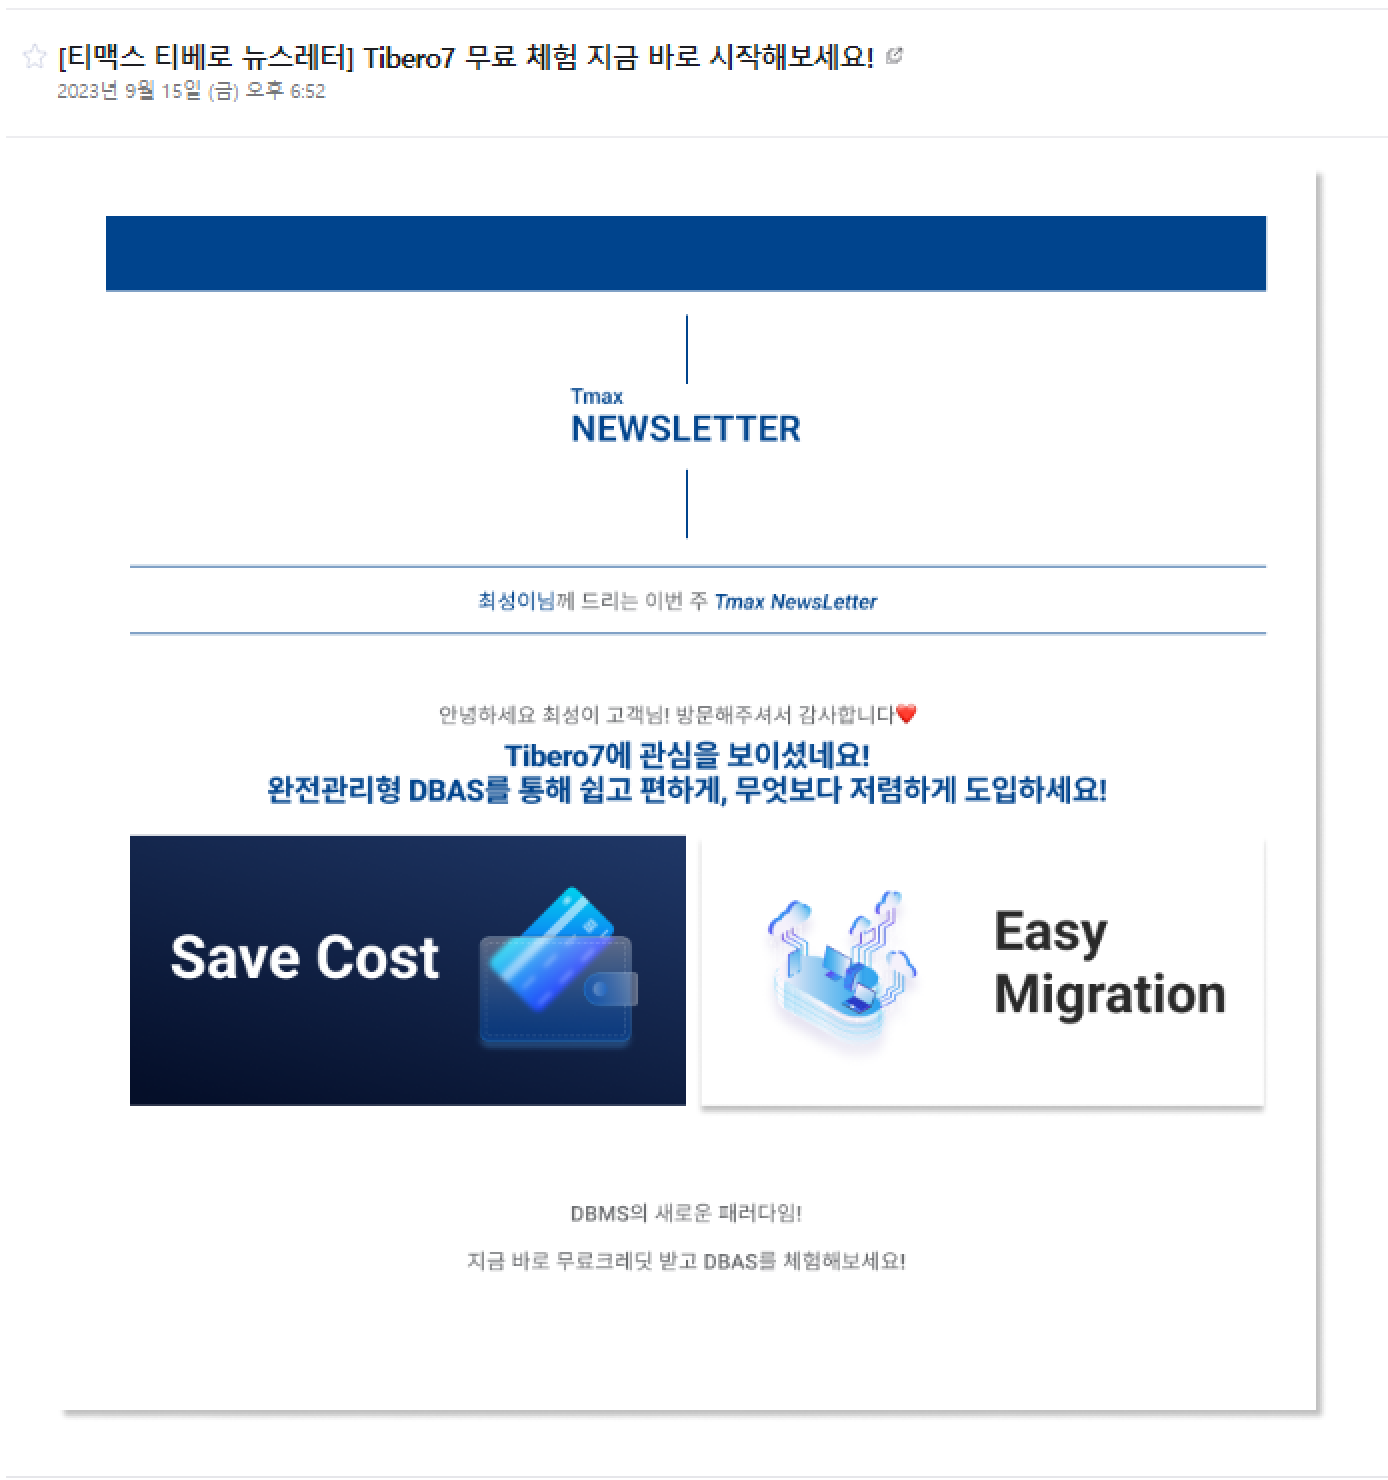 [티맥스 티베로 뉴스레터] Tibero7 무료 체험 지금 바로 시작해보세요!
2023년 9월 15일 (금) 오후 6:52
Tmax
NEWSLETTER
최성이님께 드리는 이번 주 Tmax NewsLetter
안녕하세요 최성이 고객님! 방문해주셔서 감사합니다❤️
Tibero7에 관심을 보이셨네요!
완전관리형 DBAS를 통해 쉽고 편하게, 무엇보다 저렴하게 도입하세요!
Save Cost
Easy
Migration
DBMS의 새로운 패러다임!
지금 바로 무료크레딧 받고 DBAS를 체험해보세요!